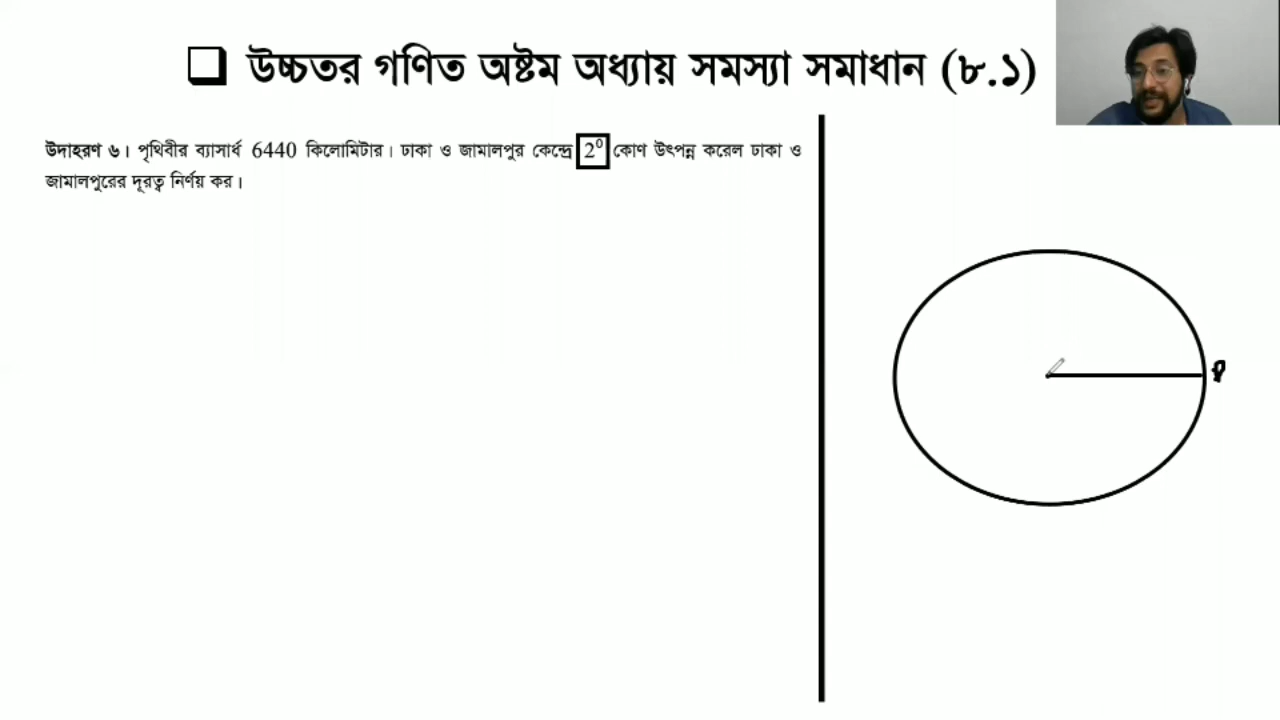 ❑ উচ্চতর গণিত অষ্টম অধ্যায় সমস্যা সমাধান (৮.১)
উদাহরণ ৬। পৃথিবীর ব্যাসার্ধ 6440 কিলোমিটার। ঢাকা ও জামালপুর কেন্দ্রে 2⁰ কোণ উৎপন্ন করেল ঢাকা ও
জামালপুরের দূরত্ব নির্ণয় কর।